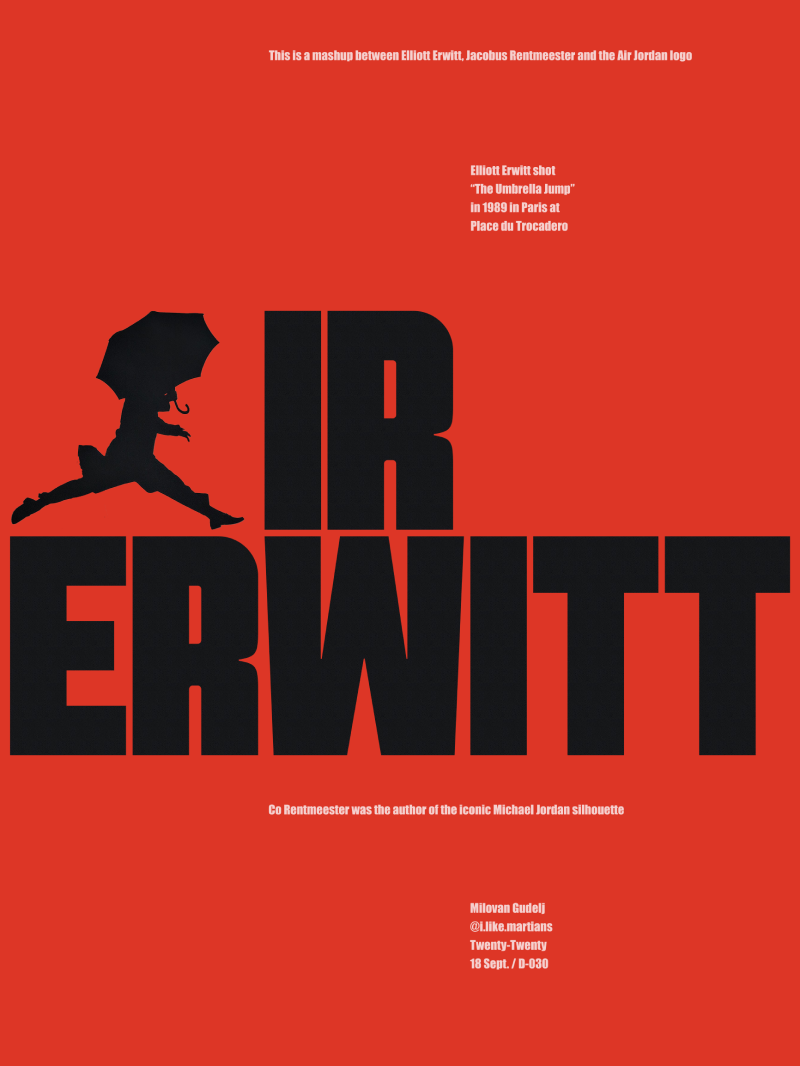 This is a mashup between Elliott Erwitt, Jacobus Rentmeester and the Air Jordan logo
Elliott Erwitt shot
“The Umbrella Jump”
in 1989 in Paris at
Place du Trocadero
IR
ERWITT
Co Rentmeester was the author of the iconic Michael Jordan silhouette
Milovan Gudelj
@i.like.martians
Twenty-Twenty
18 Sept. / D-030